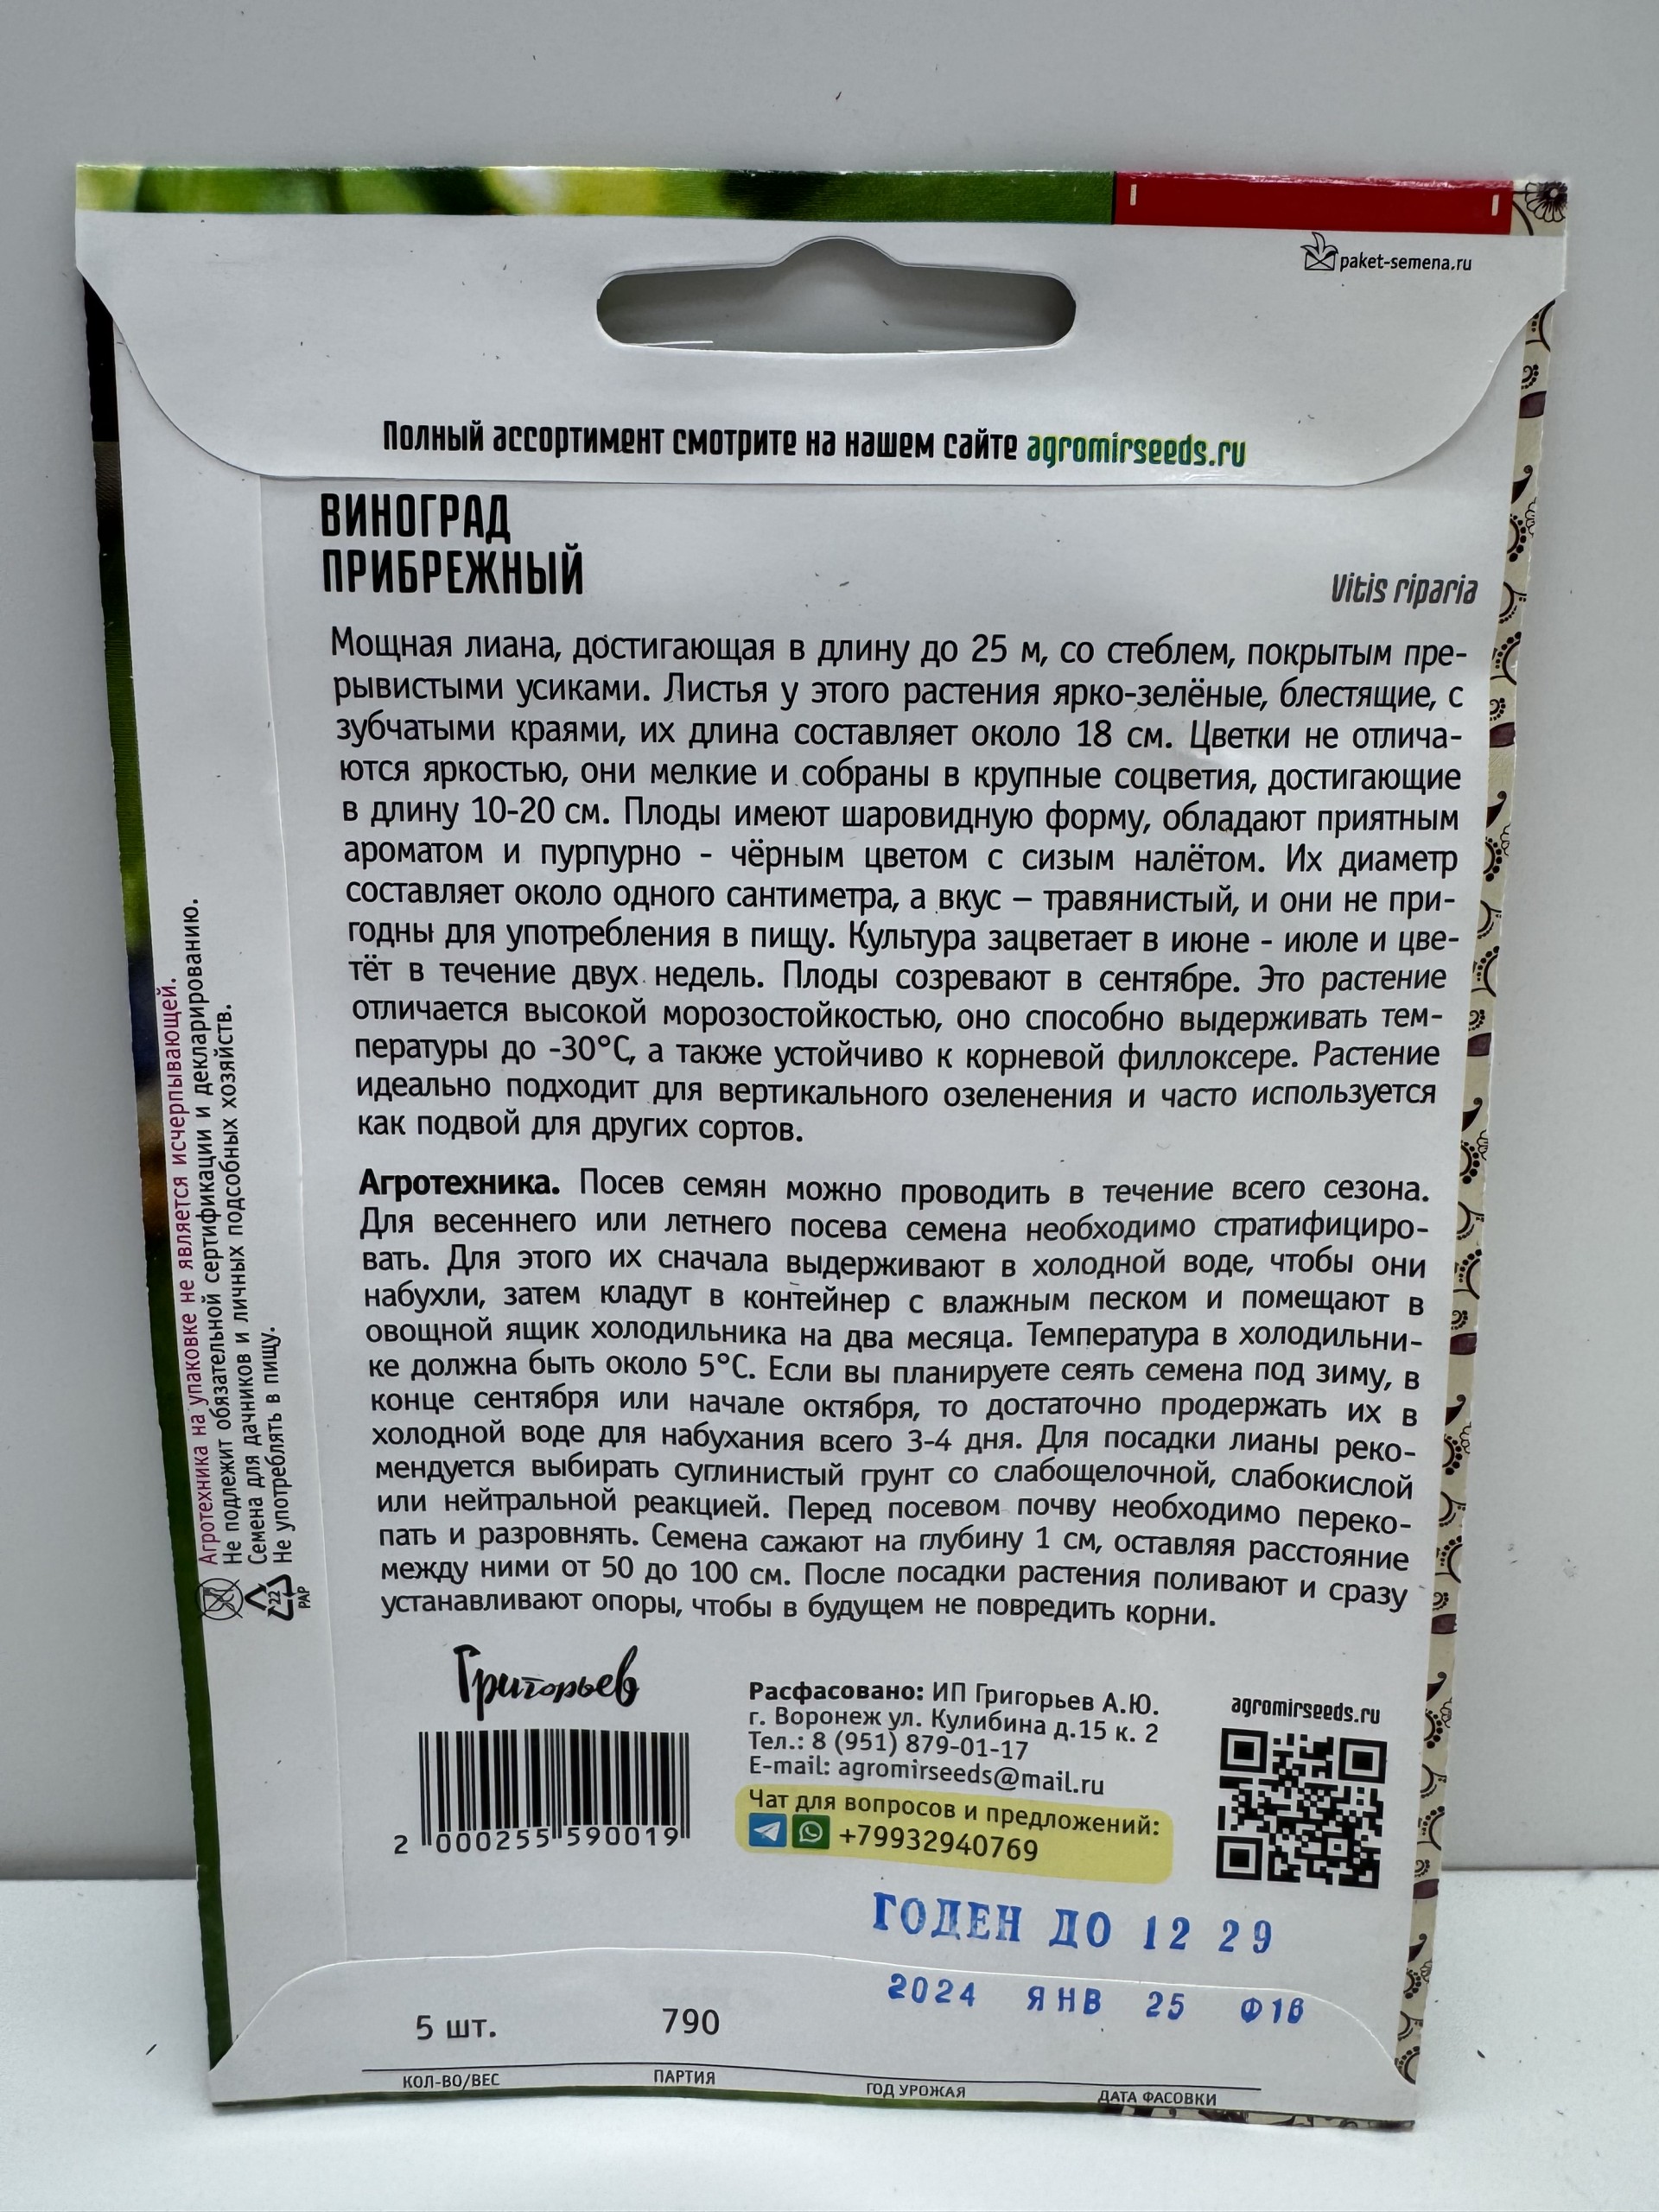 paket-semena.ru
Полный ассортимент смотрите на нашем сайте agromirseeds.ru
ВИНОГРАД
ПРИБРЕЖНЫЙ
Vitis riparia
Мощная лиана, достигающая в длину до 25 м, со стеблем, покрытым пре-
рывистыми усиками. Листья у этого растения ярко-зелёные, блестящие, с
зубчатыми краями, их длина составляет около 18 см. Цветки не отлича-
ются яркостью, они мелкие и собраны в крупные соцветия, достигающие
в длину 10-20 см. Плоды имеют шаровидную форму, обладают приятным
ароматом и пурпурно - чёрным цветом с сизым налётом. Их диаметр
составляет около одного сантиметра, а вкус – травянистый, и они не при-
годны для употребления в пищу. Культура зацветает в июне - июле и цве-
тёт в течение двух недель. Плоды созревают в сентябре. Это растение
отличается высокой морозостойкостью, оно способно выдерживать тем-
пературы до -30°С, а также устойчиво к корневой филлоксере. Растение
идеально подходит для вертикального озеленения и часто используется
как подвой для других сортов.
Агротехника. Посев семян можно проводить в течение всего сезона.
Для весеннего или летнего посева семена необходимо стратифициро-
вать. Для этого их сначала выдерживают в холодной воде, чтобы они
набухли, затем кладут в контейнер с влажным песком и помещают в
овощной ящик холодильника на два месяца. Температура в холодильни-
ке должна быть около 5°С. Если вы планируете сеять семена под зиму, в
конце сентября или начале октября, то достаточно продержать их в
холодной воде для набухания всего 3-4 дня. Для посадки лианы реко-
мендуется выбирать суглинистый грунт со слабощелочной, слабокислой
или нейтральной реакцией. Перед посевом почву необходимо переко-
пать и разровнять. Семена сажают на глубину 1 см, оставляя расстояние
между ними от 50 до 100 см. После посадки растения поливают и сразу
устанавливают опоры, чтобы в будущем не повредить корни.
Агротехника на упаковке не является исчерпывающей.
Не подлежит обязательной сертификации и декларированию.
Семена для дачников и личных подсобных хозяйств.
Не употреблять в пищу.
22
PAP
Григорьев
2 000255 590019
Расфасовано: ИП Григорьев А.Ю.
г. Воронеж ул. Кулибина д.15 к. 2
Тел.: 8 (951) 879-01-17
E-mail: agromirseeds@mail.ru
Чат для вопросов и предложений:
+79932940769
agromirseeds.ru
ГОДЕН ДО 12 29
2024 ЯНВ 25 Ф16
5 шт. 790
КОЛ-ВО/ВЕС ПАРТИЯ ГОД УРОЖАЯ ДАТА ФАСОВКИ